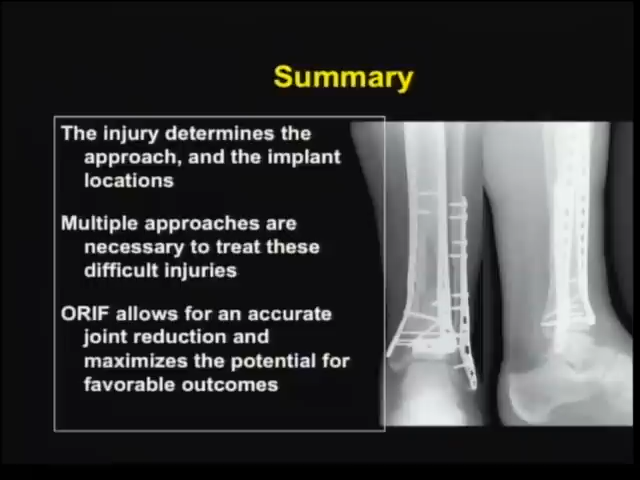 Summary
The injury determines the
approach, and the implant
locations
Multiple approaches are
necessary to treat these
difficult injuries
ORIF allows for an accurate
joint reduction and
maximizes the potential for
favorable outcomes